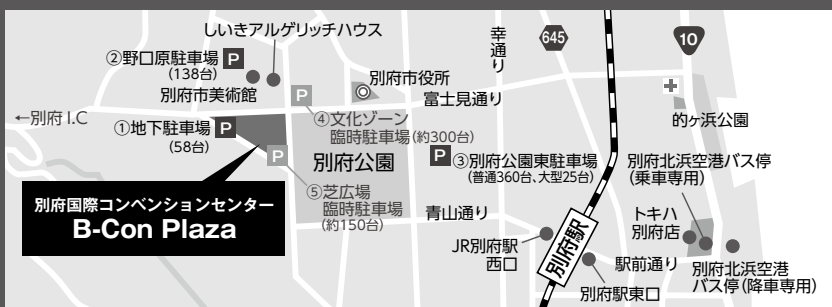 しいきアルゲリッチハウス
②野口原駐車場 P
(138台)
別府市美術館
←別府I.C
①地下駐車場 P
(58台)
P
④文化ゾーン
臨時駐車場(約300台)
別府市役所
富士見通り
幸通り
645
10
的ヶ浜公園
別府公園
P ③別府公園東駐車場
(普通360台、大型25台)
P
⑤芝広場
臨時駐車場
(約150台)
青山通り
別府国際コンベンションセンター
B-Con Plaza
JR別府駅
西口
別府駅
別府駅東口
駅前通り
別府北浜空港バス停
(乗車専用)
トキハ
別府店
別府北浜空港
バス停(降車専用)